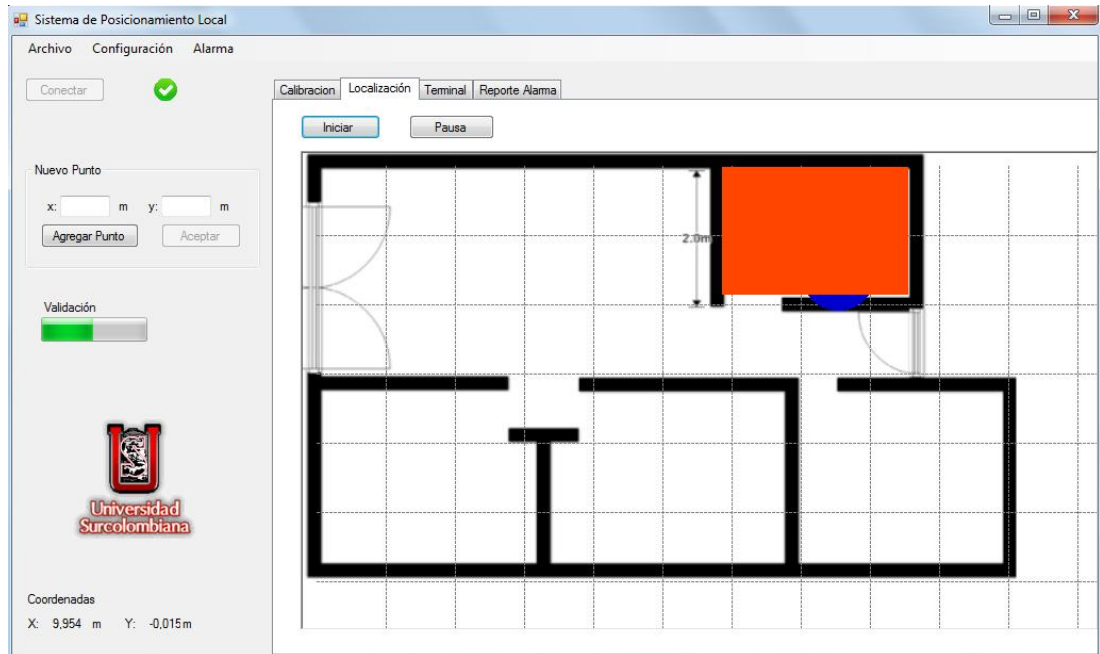 Sistema de Posicionamiento Local
Archivo Configuración Alarma
Conectar
Calibracion Localización Terminal Reporte Alarma
Iniciar Pausa
Nuevo Punto
x: m y: m
Agregar Punto Aceptar
2.0m
Validación
Universidad
Surcolombiana
Coordenadas
X: 9,954 m Y: -0,015 m